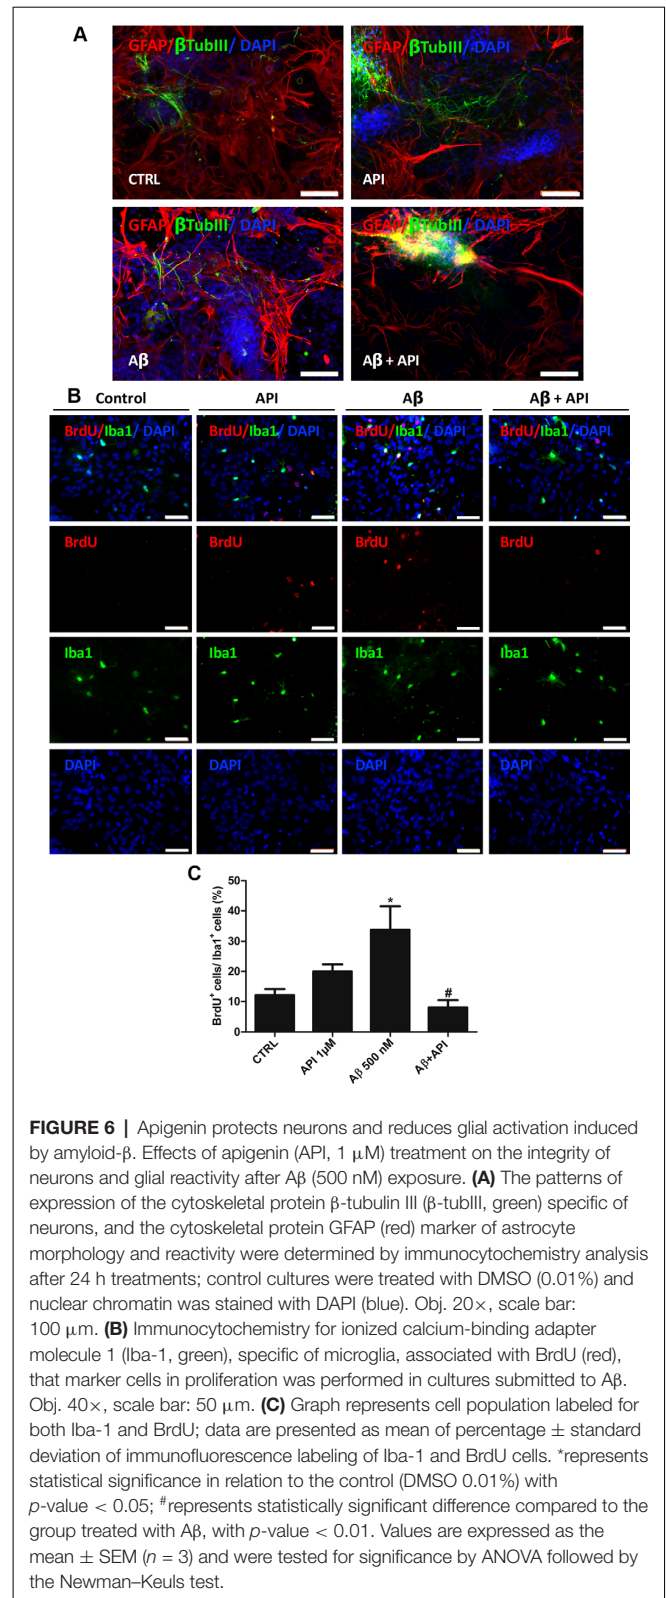 A
GFAP/βTubIII/ DAPI
CTRL
GFAP/βTubIII/ DAPI
API
GFAP/βTubIII/ DAPI
Aβ
GFAP/βTubIII/ DAPI
Aβ + API
B
Control API Aβ Aβ + API
BrdU/Iba1/ DAPI BrdU/Iba1/ DAPI BrdU/Iba1/ DAPI BrdU/Iba1/ DAPI
BrdU BrdU BrdU BrdU
Iba1 Iba1 Iba1 Iba1
DAPI DAPI DAPI DAPI
C
BrdU⁺ cells/ Iba1⁺ cells (%)
50
40
30
20
10
0
*
#
CTRL
API 1μM
Aβ 500 nM
Aβ+API
FIGURE 6 | Apigenin protects neurons and reduces glial activation induced
by amyloid-β. Effects of apigenin (API, 1 μM) treatment on the integrity of
neurons and glial reactivity after Aβ (500 nM) exposure. (A) The patterns of
expression of the cytoskeletal protein β-tubulin III (β-tubIII, green) specific of
neurons, and the cytoskeletal protein GFAP (red) marker of astrocyte
morphology and reactivity were determined by immunocytochemistry analysis
after 24 h treatments; control cultures were treated with DMSO (0.01%) and
nuclear chromatin was stained with DAPI (blue). Obj. 20×, scale bar:
100 μm. (B) Immunocytochemistry for ionized calcium-binding adapter
molecule 1 (Iba-1, green), specific of microglia, associated with BrdU (red),
that marker cells in proliferation was performed in cultures submitted to Aβ.
Obj. 40×, scale bar: 50 μm. (C) Graph represents cell population labeled for
both Iba-1 and BrdU; data are presented as mean of percentage ± standard
deviation of immunofluorescence labeling of Iba-1 and BrdU cells. *represents
statistical significance in relation to the control (DMSO 0.01%) with
p-value < 0.05; #represents statistically significant difference compared to the
group treated with Aβ, with p-value < 0.01. Values are expressed as the
mean ± SEM (n = 3) and were tested for significance by ANOVA followed by
the Newman–Keuls test.